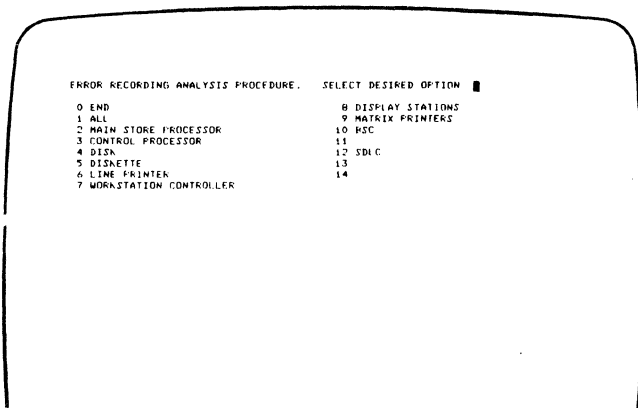 ERROR RECORDING ANALYSIS PROCEDURE. SELECT DESIRED OPTION
0 END
1 ALL
2 MAIN STORE PROCESSOR
3 CONTROL PROCESSOR
4 DISK
5 DISKETTE
6 LINE PRINTER
7 WORKSTATION CONTROLLER
8 DISPLAY STATIONS
9 MATRIX PRINTERS
10 BSC
11
12 SDLC
13
14